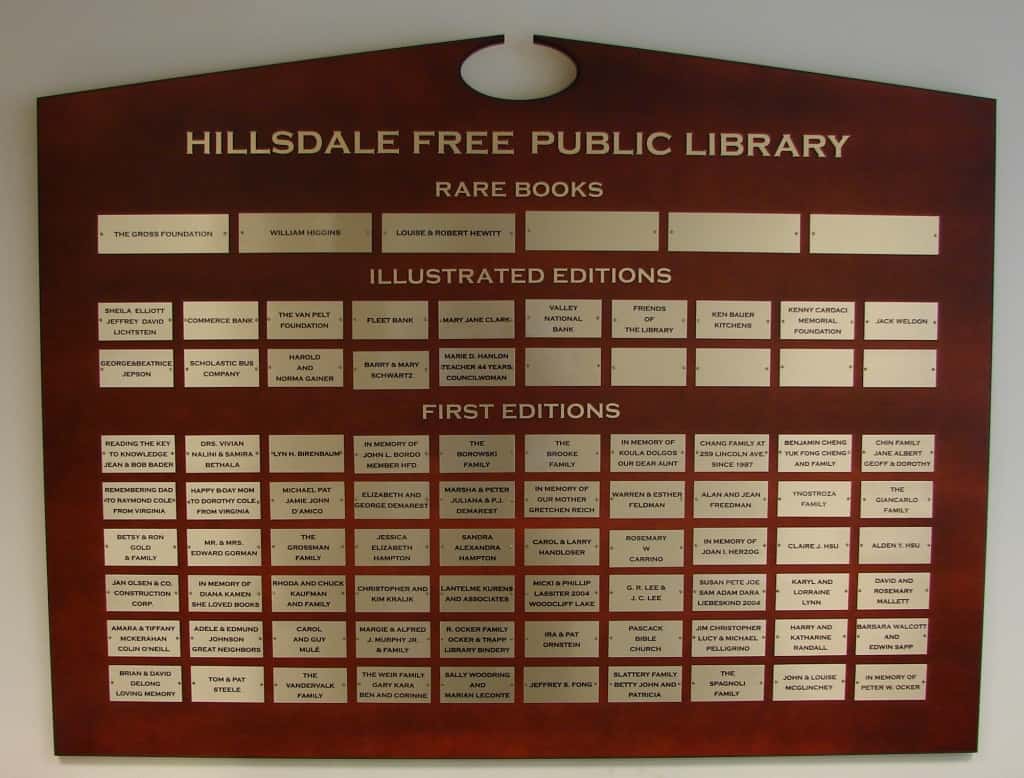 HILLSDALE FREE PUBLIC LIBRARY
RARE BOOKS
THE GROSS FOUNDATION
WILLIAM HIGGINS
LOUISE & ROBERT HEWITT
ILLUSTRATED EDITIONS
SHEILA ELLIOTT
JEFFREY DAVID
LICHTSTEIN
COMMERCE BANK
THE VAN PELT
FOUNDATION
FLEET BANK
MARY JANE CLARK
VALLEY
NATIONAL
BANK
FRIENDS
OF
THE LIBRARY
KEN BAUER
KITCHENS
KENNY CARDACI
MEMORIAL
FOUNDATION
JACK WELDON
GEORGE&BEATRICE
JEPSON
SCHOLASTIC BUS
COMPANY
HAROLD
AND
NORMA GAINER
BARRY & MARY
SCHWARTZ
MARIE D. HANLON
TEACHER 44 YEARS
COUNCILWOMAN
FIRST EDITIONS
READING THE KEY
TO KNOWLEDGE
JEAN & BOB BADER
DRS. VIVIAN
NALINI & SAMIRA
BETHALA
"LYN H. BIRENBAUM"
IN MEMORY OF
JOHN L. BORDO
MEMBER HFD
THE
BOROWSKI
FAMILY
THE
BROOKE
FAMILY
IN MEMORY OF
KOULA DOLGOS
OUR DEAR AUNT
CHANG FAMILY AT
"259 LINCOLN AVE."
SINCE 1987
BENJAMIN CHENG
YUK FONG CHENG
AND FAMILY
CHIN FAMILY
JANE ALBERT
GEOFF & DOROTHY
REMEMBERING DAD
TO RAYMOND COLE
FROM VIRGINIA
HAPPY B'DAY MOM
TO DOROTHY COLE
FROM VIRGINIA
MICHAEL PAT
JAMIE JOHN
D'AMICO
ELIZABETH AND
GEORGE DEMAREST
MARSHA & PETER
JULIANA & P.J.
DEMAREST
IN MEMORY OF
OUR MOTHER
GRETCHEN REICH
WARREN & ESTHER
FELDMAN
ALAN AND JEAN
FREEDMAN
YNOSTROZA
FAMILY
THE
GIANCARLO
FAMILY
BETSY & RON
GOLD
& FAMILY
MR. & MRS.
EDWARD GORMAN
THE
GROSSMAN
FAMILY
JESSICA
ELIZABETH
HAMPTON
SANDRA
ALEXANDRA
HAMPTON
CAROL & LARRY
HANDLOSER
ROSEMARY
W
CARRINO
IN MEMORY OF
JOAN I. HERZOG
CLAIRE J. HSU
ALDEN Y. HSU
JAN OLSEN & CO.
CONSTRUCTION
CORP.
IN MEMORY OF
DIANA KAMEN
SHE LOVED BOOKS
RHODA AND CHUCK
KAUFMAN
AND FAMILY
CHRISTOPHER AND
KIM KRALIK
LANTELME KURENS
AND ASSOCIATES
MICKI & PHILLIP
LASSITER 2004
WOODCLIFF LAKE
G. R. LEE &
J. C. LEE
SUSAN PETE JOE
SAM ADAM DARA
LIEBESKIND 2004
KARYL AND
LORRAINE
LYNN
DAVID AND
ROSEMARY
MALLETT
AMARA & TIFFANY
MCKERAHAN
COLIN O'NEILL
ADELE & EDMUND
JOHNSON
GREAT NEIGHBORS
CAROL
AND GUY
MULÉ
MARGIE & ALFRED
J. MURPHY JR
& FAMILY
R. OCKER FAMILY
OCKER & TRAPP
LIBRARY BINDERY
IRA & PAT
ORNSTEIN
PASCACK
BIBLE
CHURCH
JIM CHRISTOPHER
LUCY & MICHAEL
PELLIGRINO
HARRY AND
KATHARINE
RANDALL
BARBARA WALCOTT
AND
EDWIN SAPP
BRIAN & DAVID
DELONG
LOVING MEMORY
TOM & PAT
STEELE
THE
VANDERVALK
FAMILY
THE WEIR FAMILY
GARY KARA
BEN AND CORINNE
SALLY WOODRING
AND
MARIAN LECONTE
JEFFREY S. FONG
SLATTERY FAMILY
BETTY JOHN AND
PATRICIA
THE
SPAGNOLI
FAMILY
JOHN & LOUISE
MCGLINCHEY
IN MEMORY OF
PETER W. OCKER